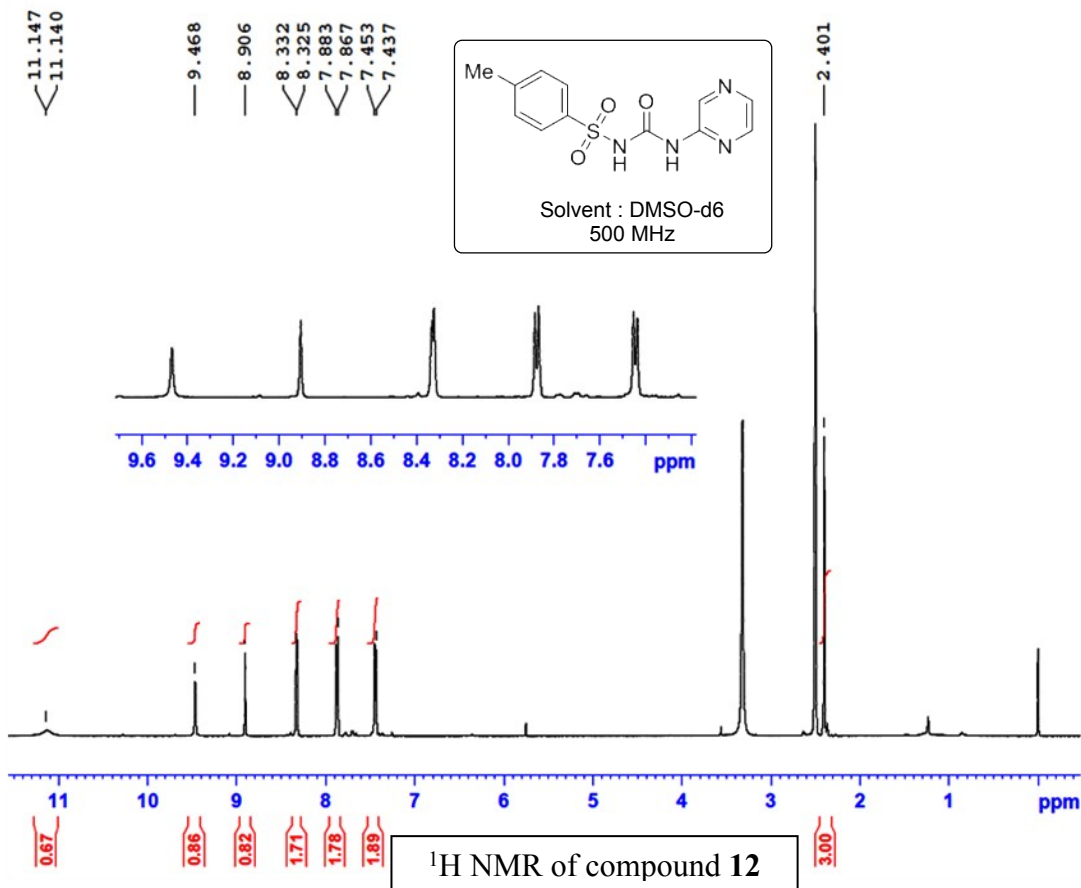 11.147
11.140
9.468
8.906
8.332
8.325
7.883
7.867
7.453
7.437
2.401
Me
O
O
S
O
N
H
N
H
N
N
Solvent : DMSO-d6
500 MHz
9.6 9.4 9.2 9.0 8.8 8.6 8.4 8.2 8.0 7.8 7.6 ppm
11 10 9 8 7 6 5 4 3 2 1 ppm
0.67 0.86 0.82 1.71 1.78 1.89 3.00
¹H NMR of compound 12